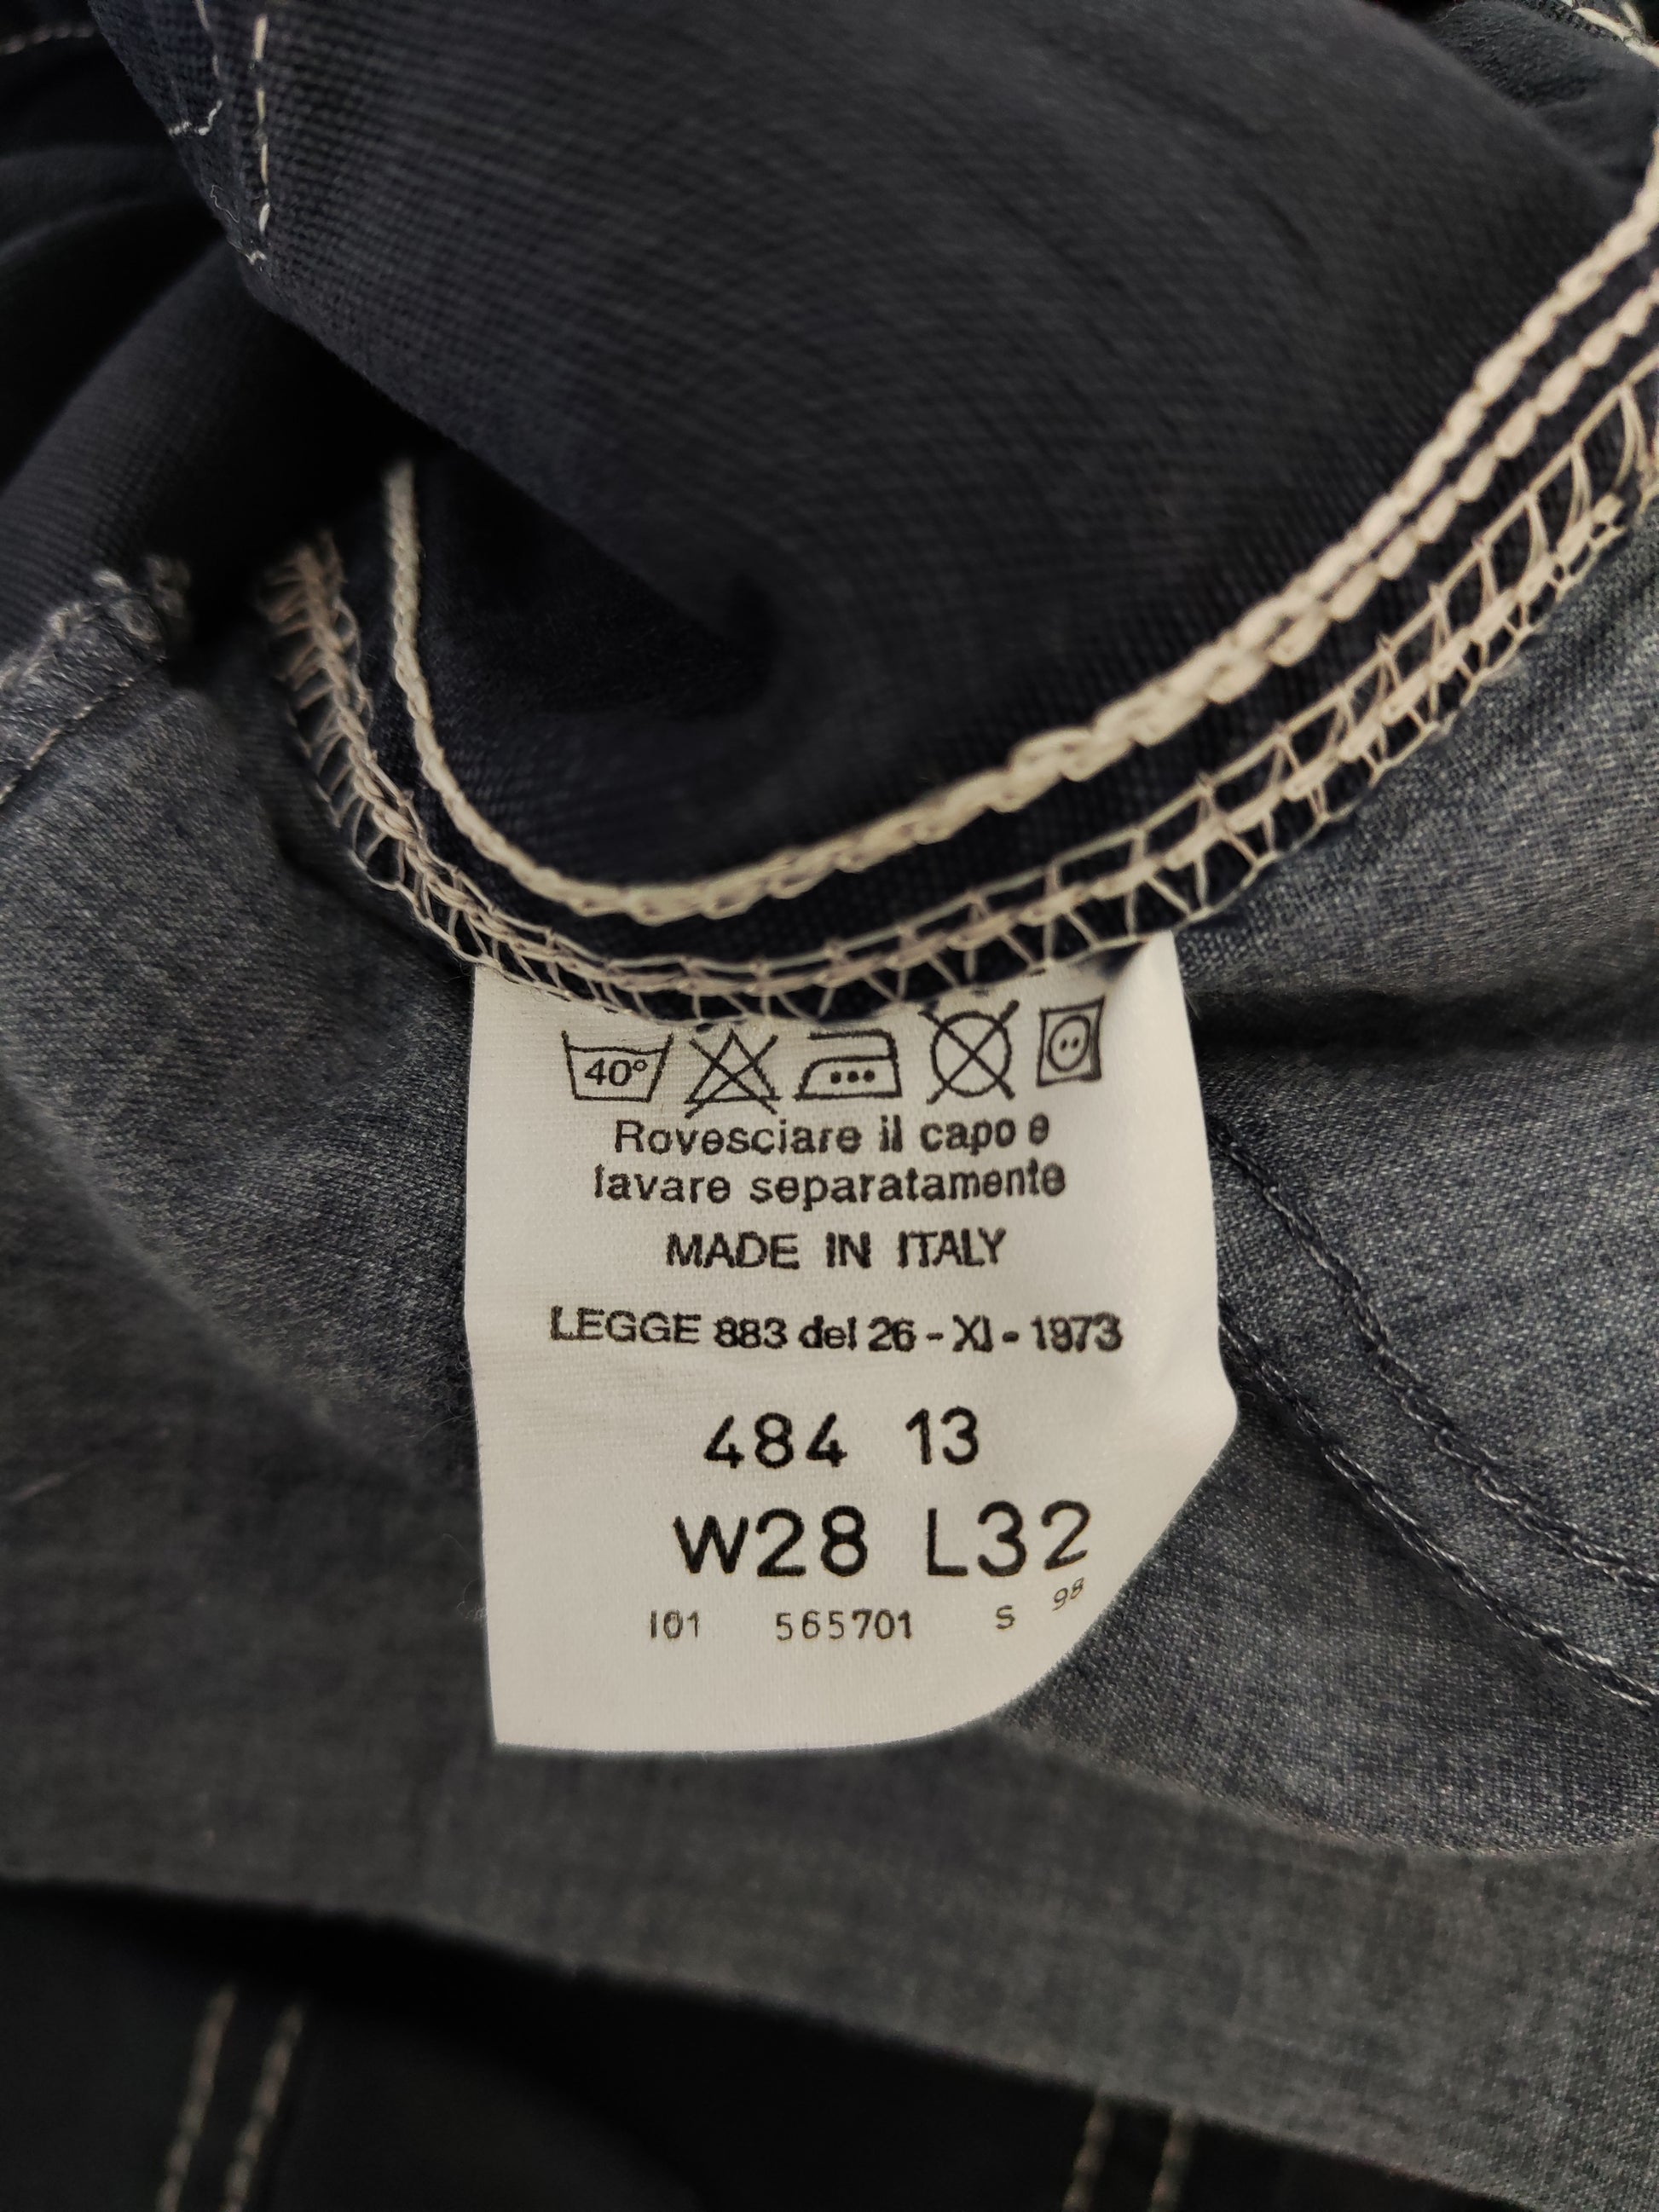 40°
Rovesciare il capo e
lavare separatamente
MADE IN ITALY
LEGGE 883 del 26 - XI - 1973
484 13
W28 L32
I01 565701 S 98